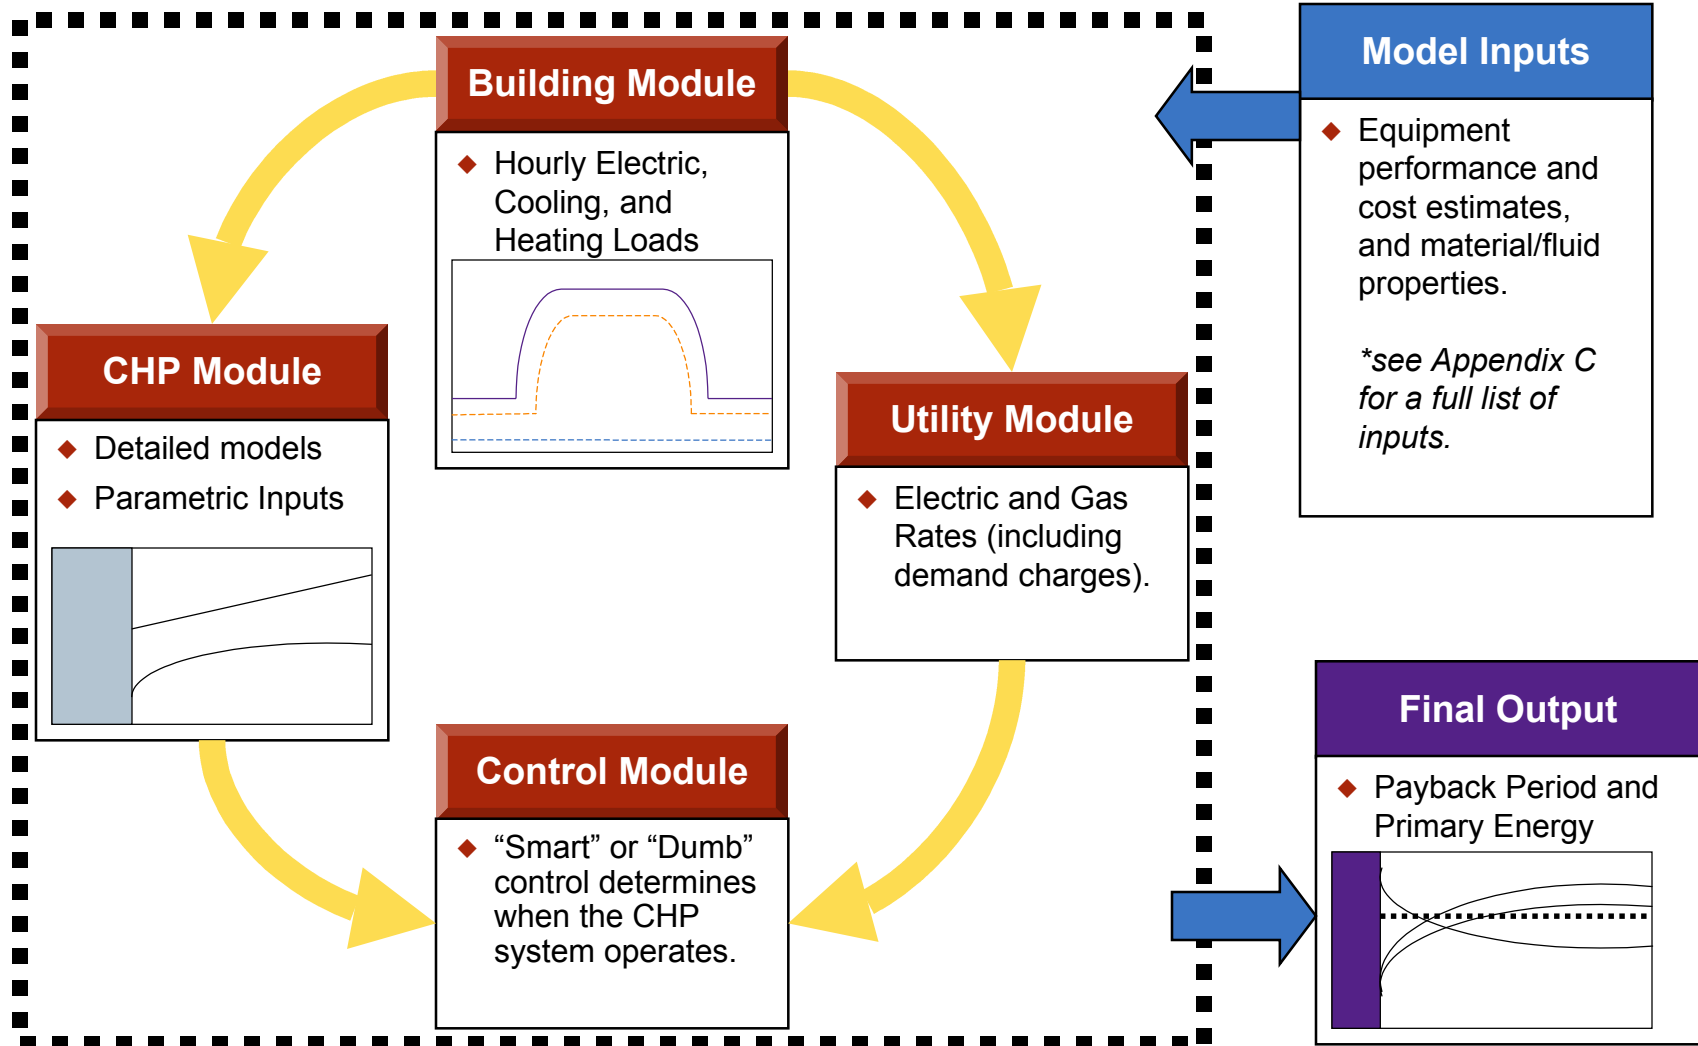 Building Module
Hourly Electric,
Cooling, and
Heating Loads
Model Inputs
Equipment
performance and
cost estimates,
and material/fluid
properties.
*see Appendix C
for a full list of
inputs.
CHP Module
Detailed models
Parametric Inputs
Utility Module
Electric and Gas
Rates (including
demand charges).
Control Module
“Smart” or “Dumb”
control determines
when the CHP
system operates.
Final Output
Payback Period and
Primary Energy